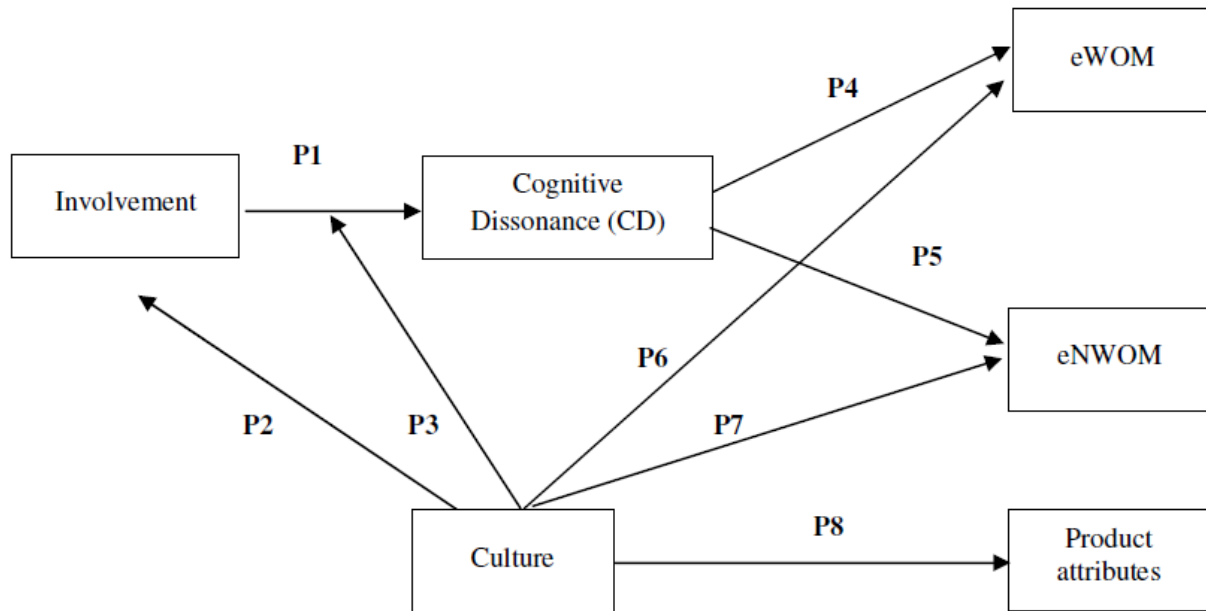 eWOM
P4
P1
Involvement
Cognitive
Dissonance (CD)
P5
eNWOM
P6
P2
P3
P7
Culture
P8
Product
attributes